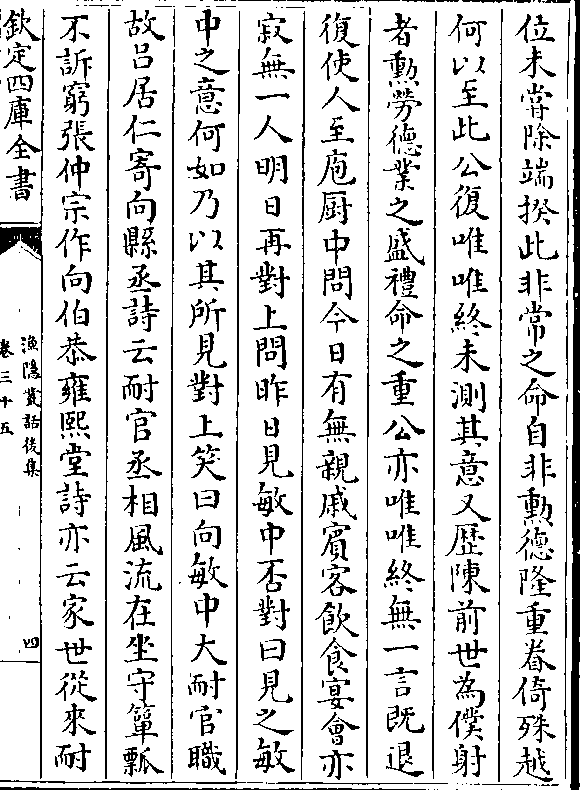 位未甞除端揆此非常之命自非勳德隆重眷倚殊越
何以至此公復唯唯終未測其意又歴陳前世為僕射
者勳勞德業之盛禮命之重公亦唯唯終無一言既退
復使人至庖厨中問今日有無親戚賓客飲食宴會亦
寂無一人明日再對上問昨日見敏中否對曰見之敏
中之意何如乃以其所見對上笑曰向敏中大耐官職
故吕居仁寄向縣丞詩云耐官丞相風流在坐守簞瓢
不訴窮張仲宗作向伯恭雍熙堂詩亦云家世從來耐
欽定四庫全書
漁隠叢話後集
卷三十五
四